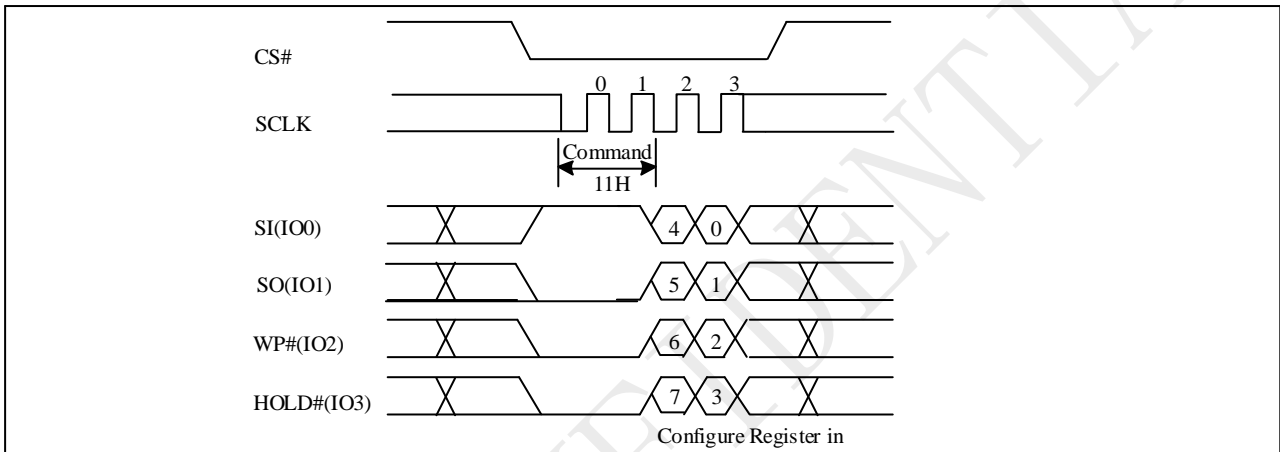 CS#
0 1 2 3
SCLK
Command
11H
SI(IO0)
4 0
SO(IO1)
5 1
WP#(IO2)
6 2
HOLD#(IO3)
7 3
Configure Register in